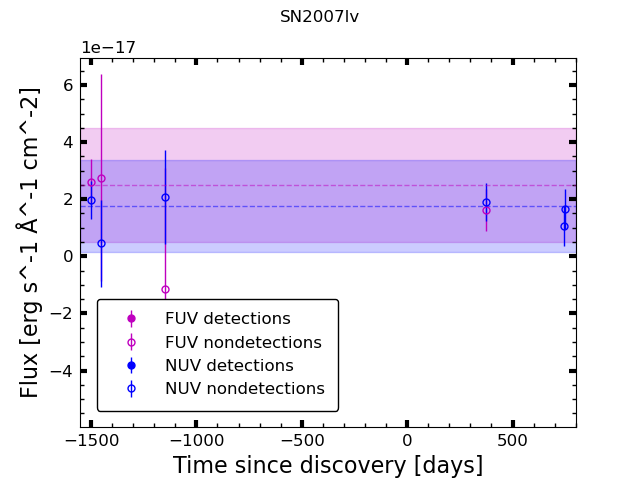 SN2007lv
1e−17
6
4
2
0
−2
−4
Flux [erg s^-1 Å^-1 cm^-2]
FUV detections
FUV nondetections
NUV detections
NUV nondetections
−1500 −1000 −500 0 500
Time since discovery [days]